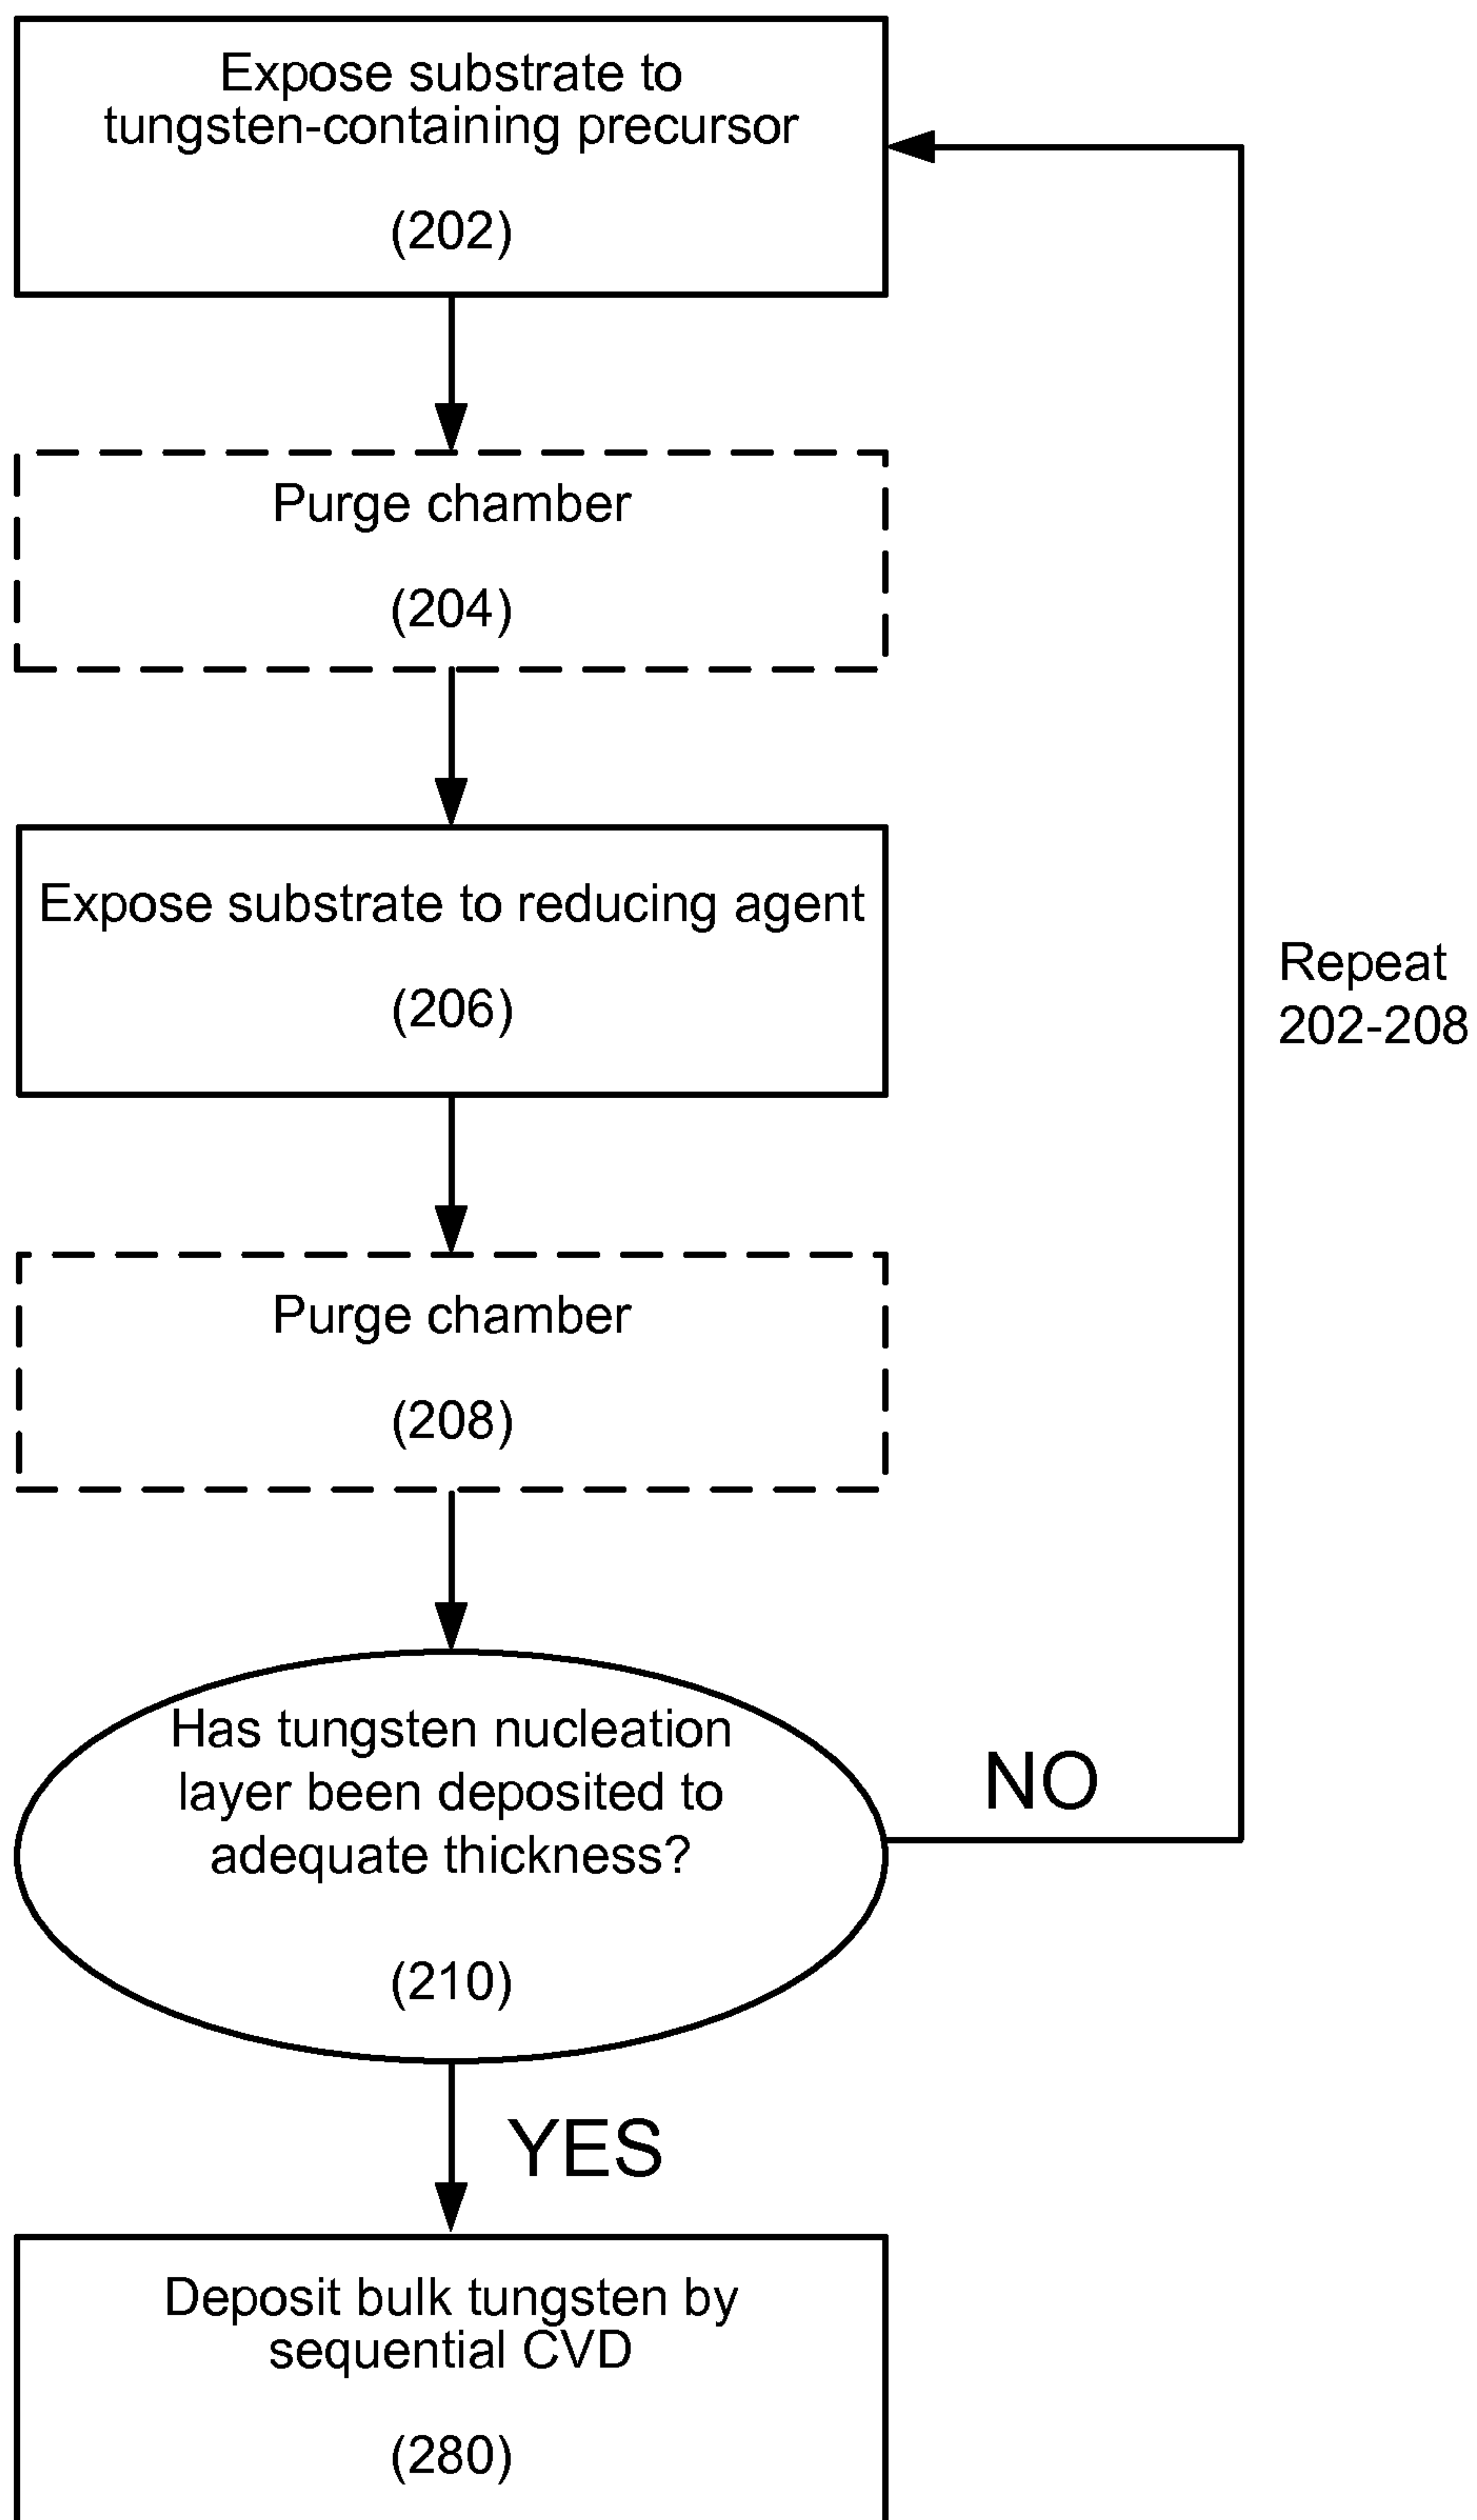 Expose substrate to
tungsten-containing precursor
(202)
Purge chamber
(204)
Expose substrate to reducing agent
(206)
Repeat
202-208
Purge chamber
(208)
Has tungsten nucleation
layer been deposited to
adequate thickness?
(210)
NO
YES
Deposit bulk tungsten by
sequential CVD
(280)